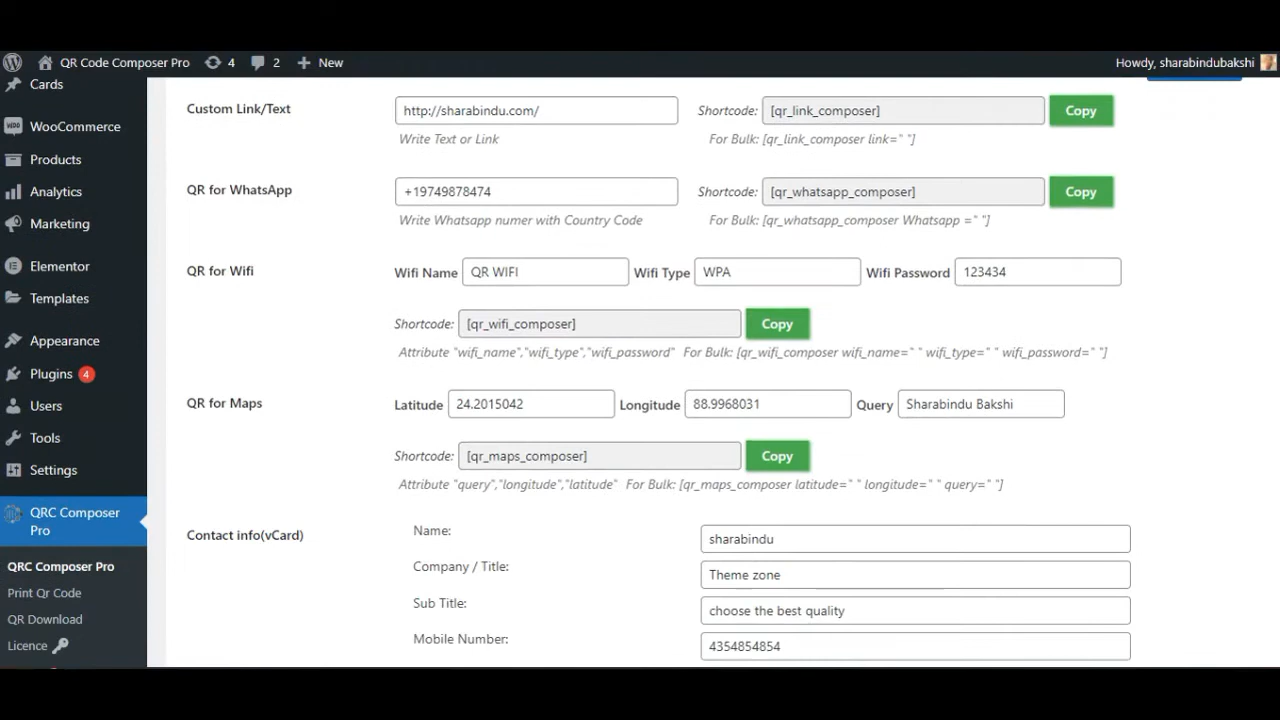 QR Code Composer Pro 4 2 + New Howdy, sharabindubakshi
Cards
WooCommerce
Products
Analytics
Marketing
Elementor
Templates
Appearance
Plugins 4
Users
Tools
Settings
QRC Composer
Pro
QRC Composer Pro
Print Qr Code
QR Download
Licence
Custom Link/Text http://sharabindu.com/ Shortcode: [qr_link_composer] Copy
Write Text or Link For Bulk: [qr_link_composer link=" "]
QR for WhatsApp +19749878474 Shortcode: [qr_whatsapp_composer] Copy
Write Whatsapp numer with Country Code For Bulk: [qr_whatsapp_composer Whatsapp =" "]
QR for Wifi Wifi Name QR WIFI Wifi Type WPA Wifi Password 123434
Shortcode: [qr_wifi_composer] Copy
Attribute "wifi_name","wifi_type","wifi_password" For Bulk: [qr_wifi_composer wifi_name=" " wifi_type=" " wifi_password=" "]
QR for Maps Latitude 24.2015042 Longitude 88.9968031 Query Sharabindu Bakshi
Shortcode: [qr_maps_composer] Copy
Attribute "query","longitude","latitude" For Bulk: [qr_maps_composer latitude=" " longitude=" " query=" "]
Contact info(vCard) Name: sharabindu
Company / Title: Theme zone
Sub Title: choose the best quality
Mobile Number: 4354854854